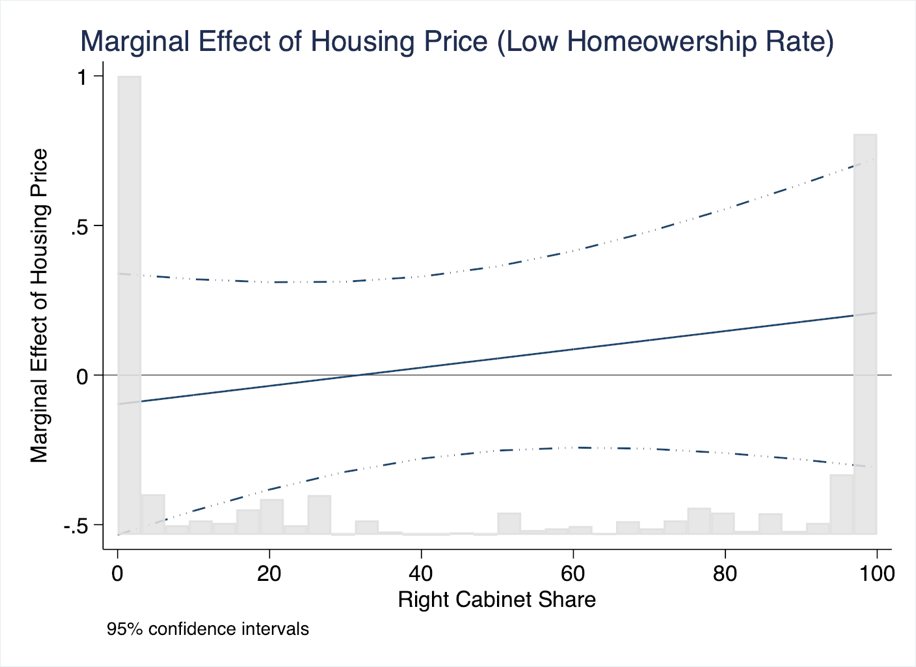 Marginal Effect of Housing Price (Low Homeowership Rate)
Marginal Effect of Housing Price
1
.5
0
-.5
0 20 40 60 80 100
Right Cabinet Share
95% confidence intervals